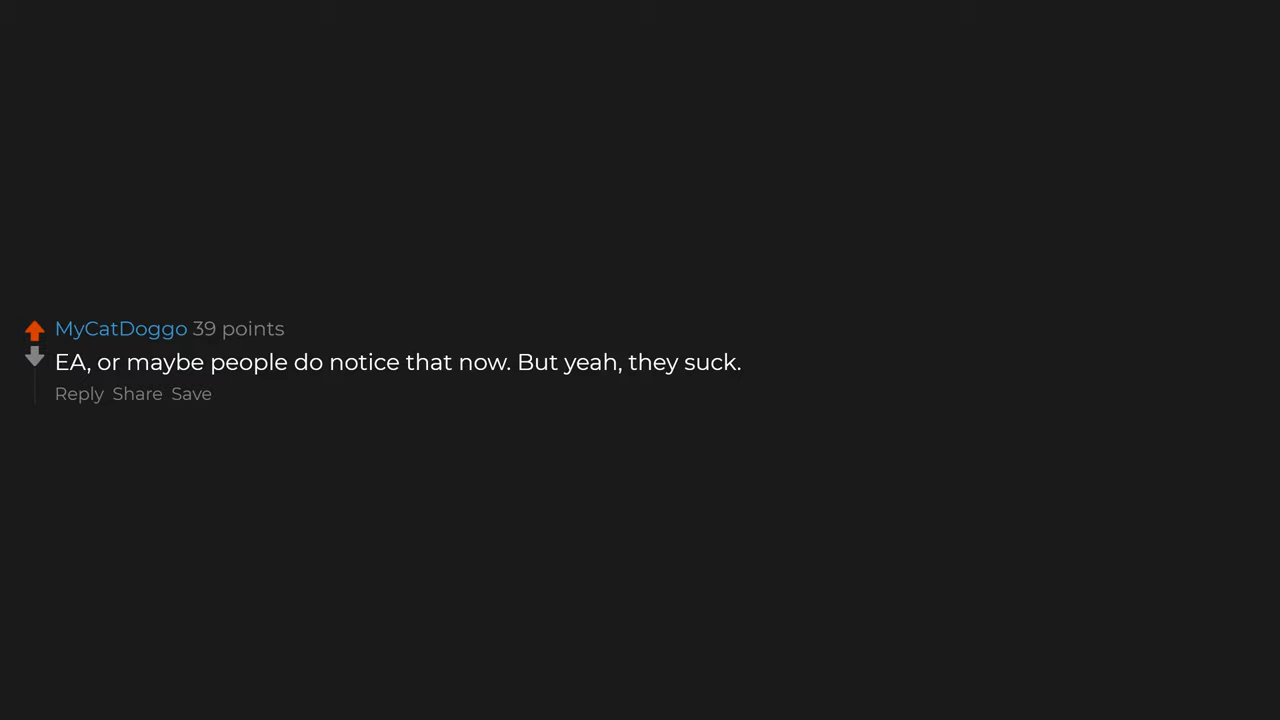 MyCatDoggo 39 points
EA, or maybe people do notice that now. But yeah, they suck.
Reply Share Save